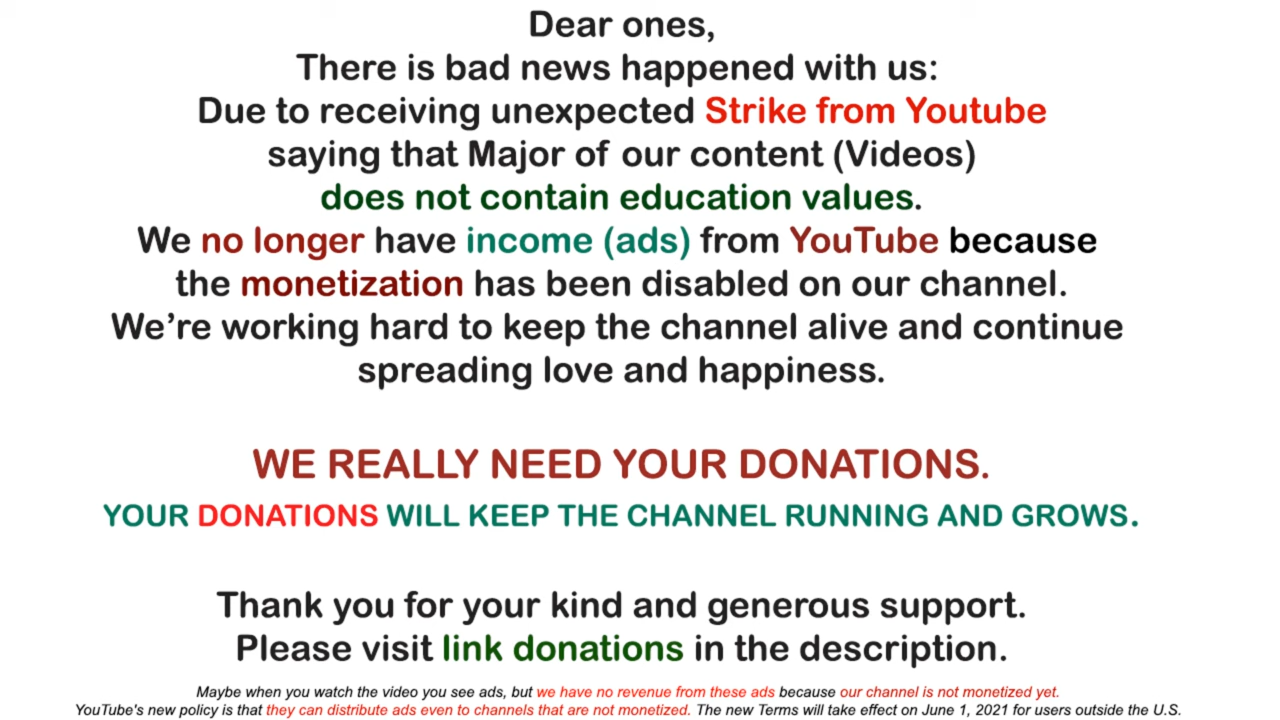 Dear ones,
There is bad news happened with us:
Due to receiving unexpected Strike from Youtube
saying that Major of our content (Videos)
does not contain education values.
We no longer have income (ads) from YouTube because
the monetization has been disabled on our channel.
We’re working hard to keep the channel alive and continue
spreading love and happiness.
WE REALLY NEED YOUR DONATIONS.
YOUR DONATIONS WILL KEEP THE CHANNEL RUNNING AND GROWS.
Thank you for your kind and generous support.
Please visit link donations in the description.
Maybe when you watch the video you see ads, but we have no revenue from these ads because our channel is not monetized yet.
YouTube's new policy is that they can distribute ads even to channels that are not monetized. The new Terms will take effect on June 1, 2021 for users outside the U.S.